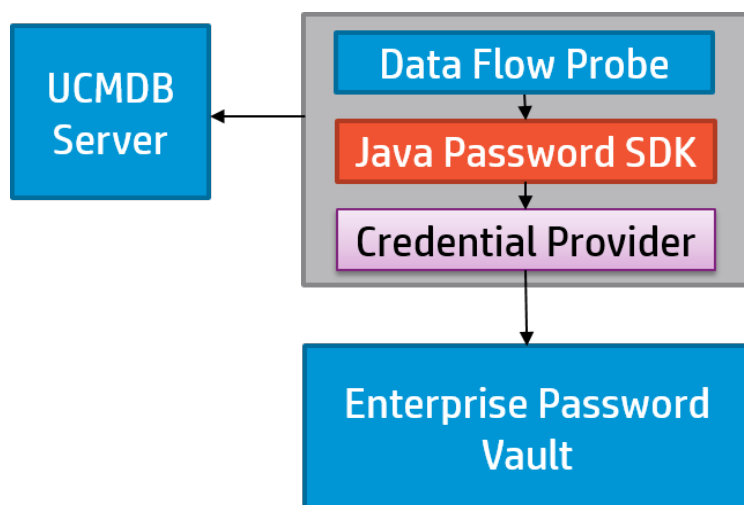 UCMDB
Server
Data Flow Probe
Java Password SDK
Credential Provider
Enterprise Password
Vault